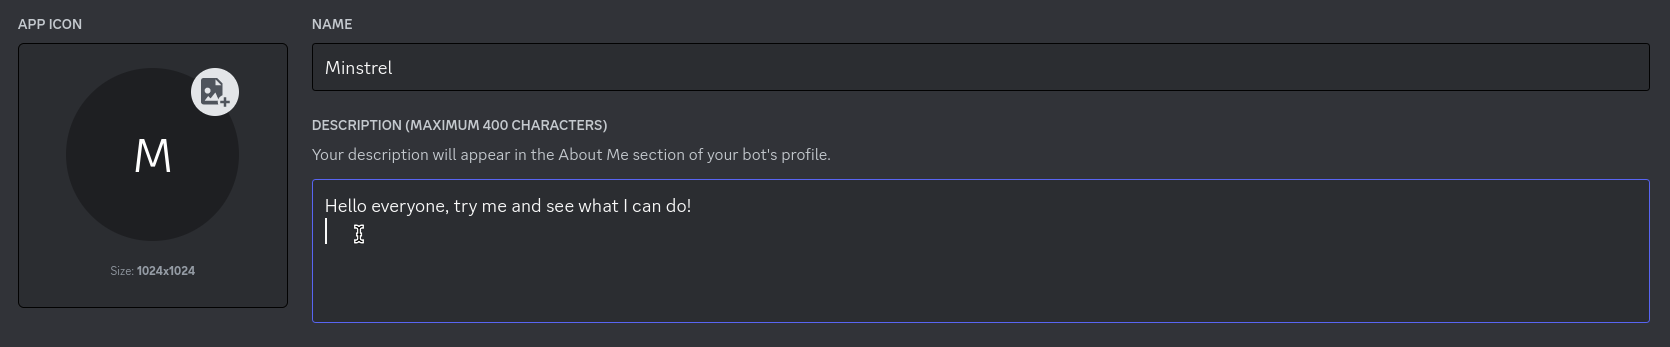 APP ICON
M
Size: 1024x1024
NAME
Minstrel
DESCRIPTION (MAXIMUM 400 CHARACTERS)
Your description will appear in the About Me section of your bot's profile.
Hello everyone, try me and see what I can do!